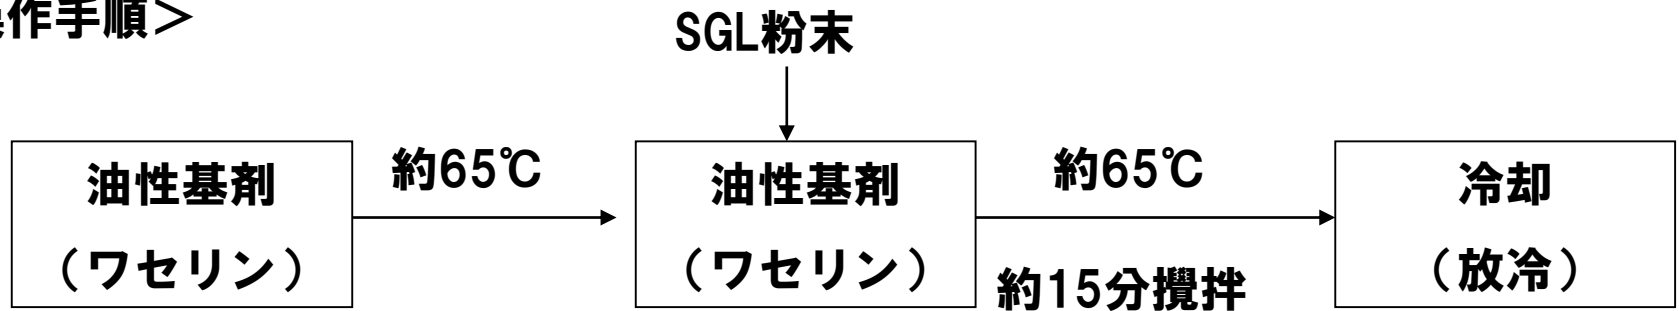 作手順＞
SGL粉末
油性基剤
（ワセリン）
約65℃
油性基剤
（ワセリン）
約65℃
約15分攪拌
冷却
（放冷）